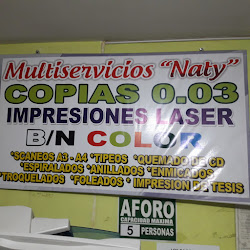 Multiservicios "Naty"
COPIAS 0.03
IMPRESIONES LASER
B/N COLOR
*SCANEOS A3 - A4 *TIPEOS *QUEMADO DE CD
*ESPIRALADOS *ANILLADOS *ENMICADOS
*TROQUELADOS *FOLEADOS *IMPRESION DE TESIS
AFORO
CAPACIDAD MAXIMA
5 PERSONAS